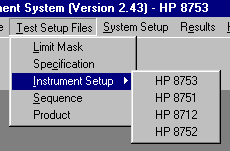 ent System (Version 2.43) - HP 8753
Test Setup Files System Setup Results H
Limit Mask
Specification
Instrument Setup HP 8753
Sequence HP 8751
Product HP 8712
HP 8752